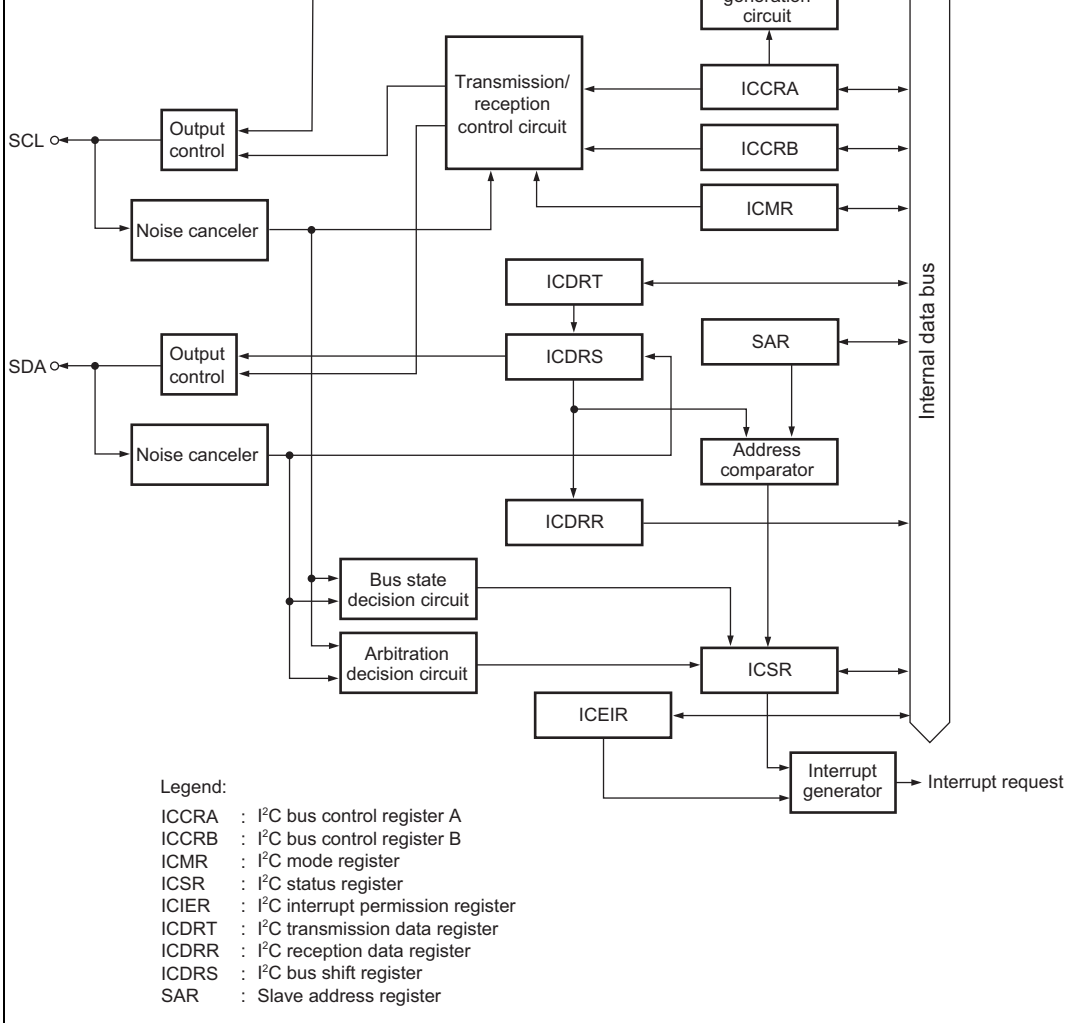 generation
circuit
Transmission/
reception
control circuit
ICCRA
SCL
Output
control
ICCRB
ICMR
Noise canceler
ICDRT
Internal data bus
SAR
SDA
Output
control
ICDRS
Noise canceler
Address
comparator
ICDRR
Bus state
decision circuit
Arbitration
decision circuit
ICSR
ICEIR
Interrupt
generator
Interrupt request
Legend:
ICCRA : I²C bus control register A
ICCRB : I²C bus control register B
ICMR : I²C mode register
ICSR : I²C status register
ICIER : I²C interrupt permission register
ICDRT : I²C transmission data register
ICDRR : I²C reception data register
ICDRS : I²C bus shift register
SAR : Slave address register